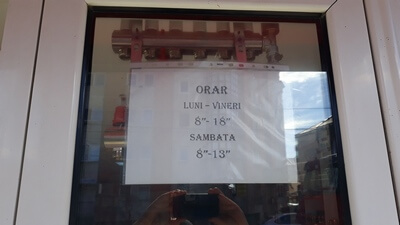 ORAR
LUNI - VINERI
8°°- 18°°
SAMBATA
8°°-13°°